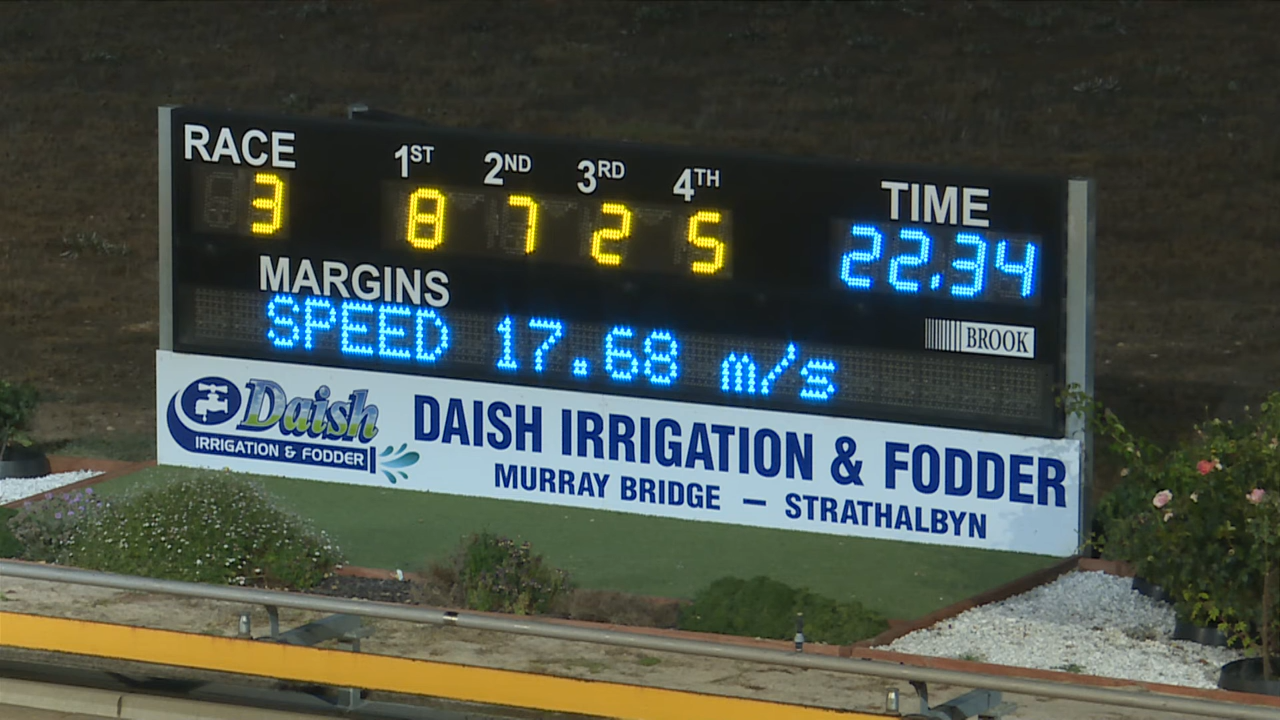 RACE 1ST 2ND 3RD 4TH TIME
3 8 7 2 5 22.34
MARGINS
SPEED 17.68 m/s
BROOK
Daish
IRRIGATION & FODDER
DAISH IRRIGATION & FODDER
MURRAY BRIDGE — STRATHALBYN